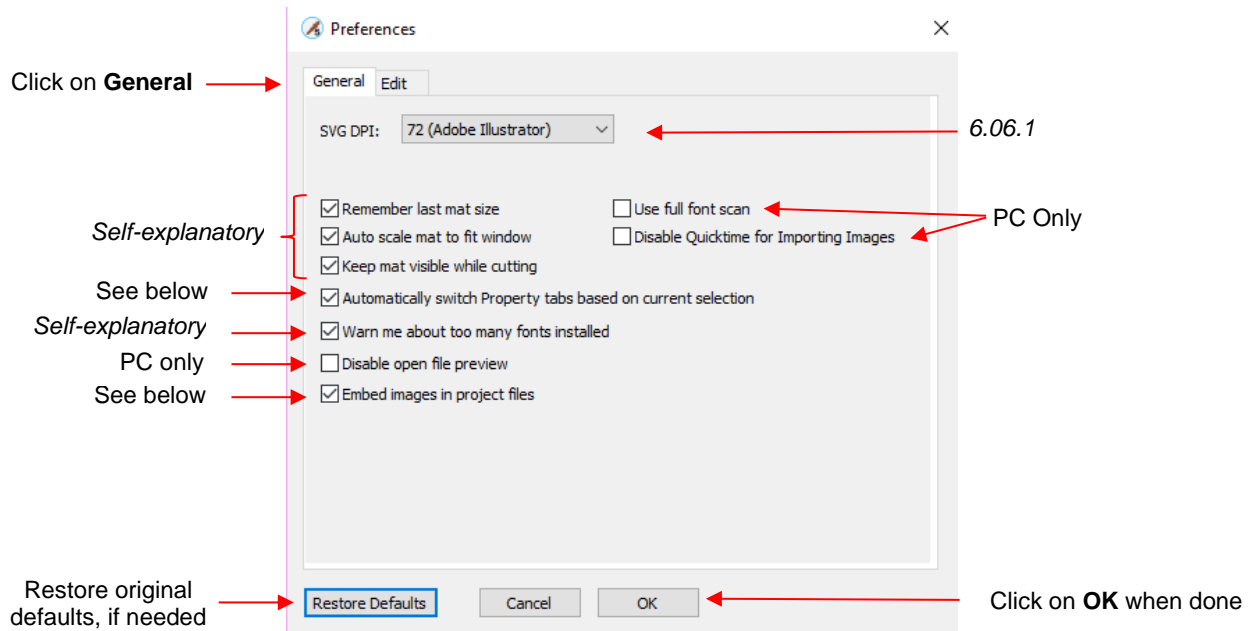 Preferences
Click on General
General Edit
SVG DPI: 72 (Adobe Illustrator)
6.06.1
Self-explanatory
Remember last mat size
Use full font scan
PC Only
Auto scale mat to fit window
Disable Quicktime for Importing Images
Keep mat visible while cutting
See below
Automatically switch Property tabs based on current selection
Self-explanatory
Warn me about too many fonts installed
PC only
Disable open file preview
See below
Embed images in project files
Restore original
defaults, if needed
Restore Defaults Cancel OK
Click on OK when done